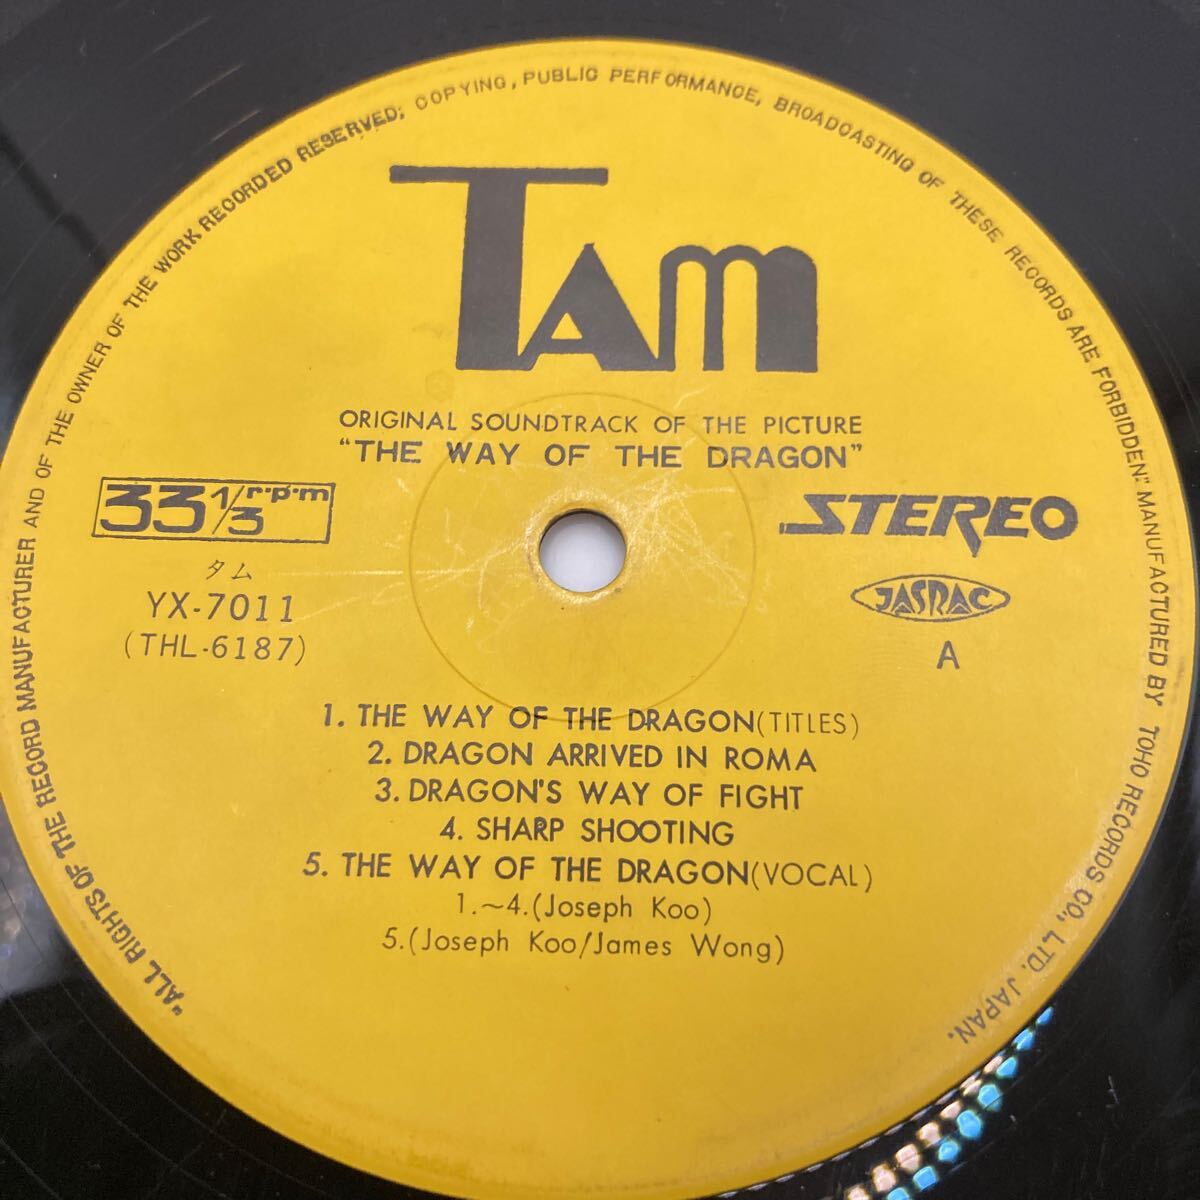 "ALL RIGHTS OF THE RECORD MANUFACTURER AND OF THE OWNER OF THE WORK RECORDED RESERVED; COPYING, PUBLIC PERFORMANCE, BROADCASTING OF THESE RECORDS ARE FORBIDDEN." MANUFACTURED BY TOHO RECORDS CO., LTD. JAPAN.
TAM
ORIGINAL SOUNDTRACK OF THE PICTURE
"THE WAY OF THE DRAGON"
33 1/3 r·p·m
STEREO
タム
YX-7011
(THL-6187)
JASRAC
A
1. THE WAY OF THE DRAGON(TITLES)
2. DRAGON ARRIVED IN ROMA
3. DRAGON'S WAY OF FIGHT
4. SHARP SHOOTING
5. THE WAY OF THE DRAGON(VOCAL)
1.〜4.(Joseph Koo)
5.(Joseph Koo/James Wong)